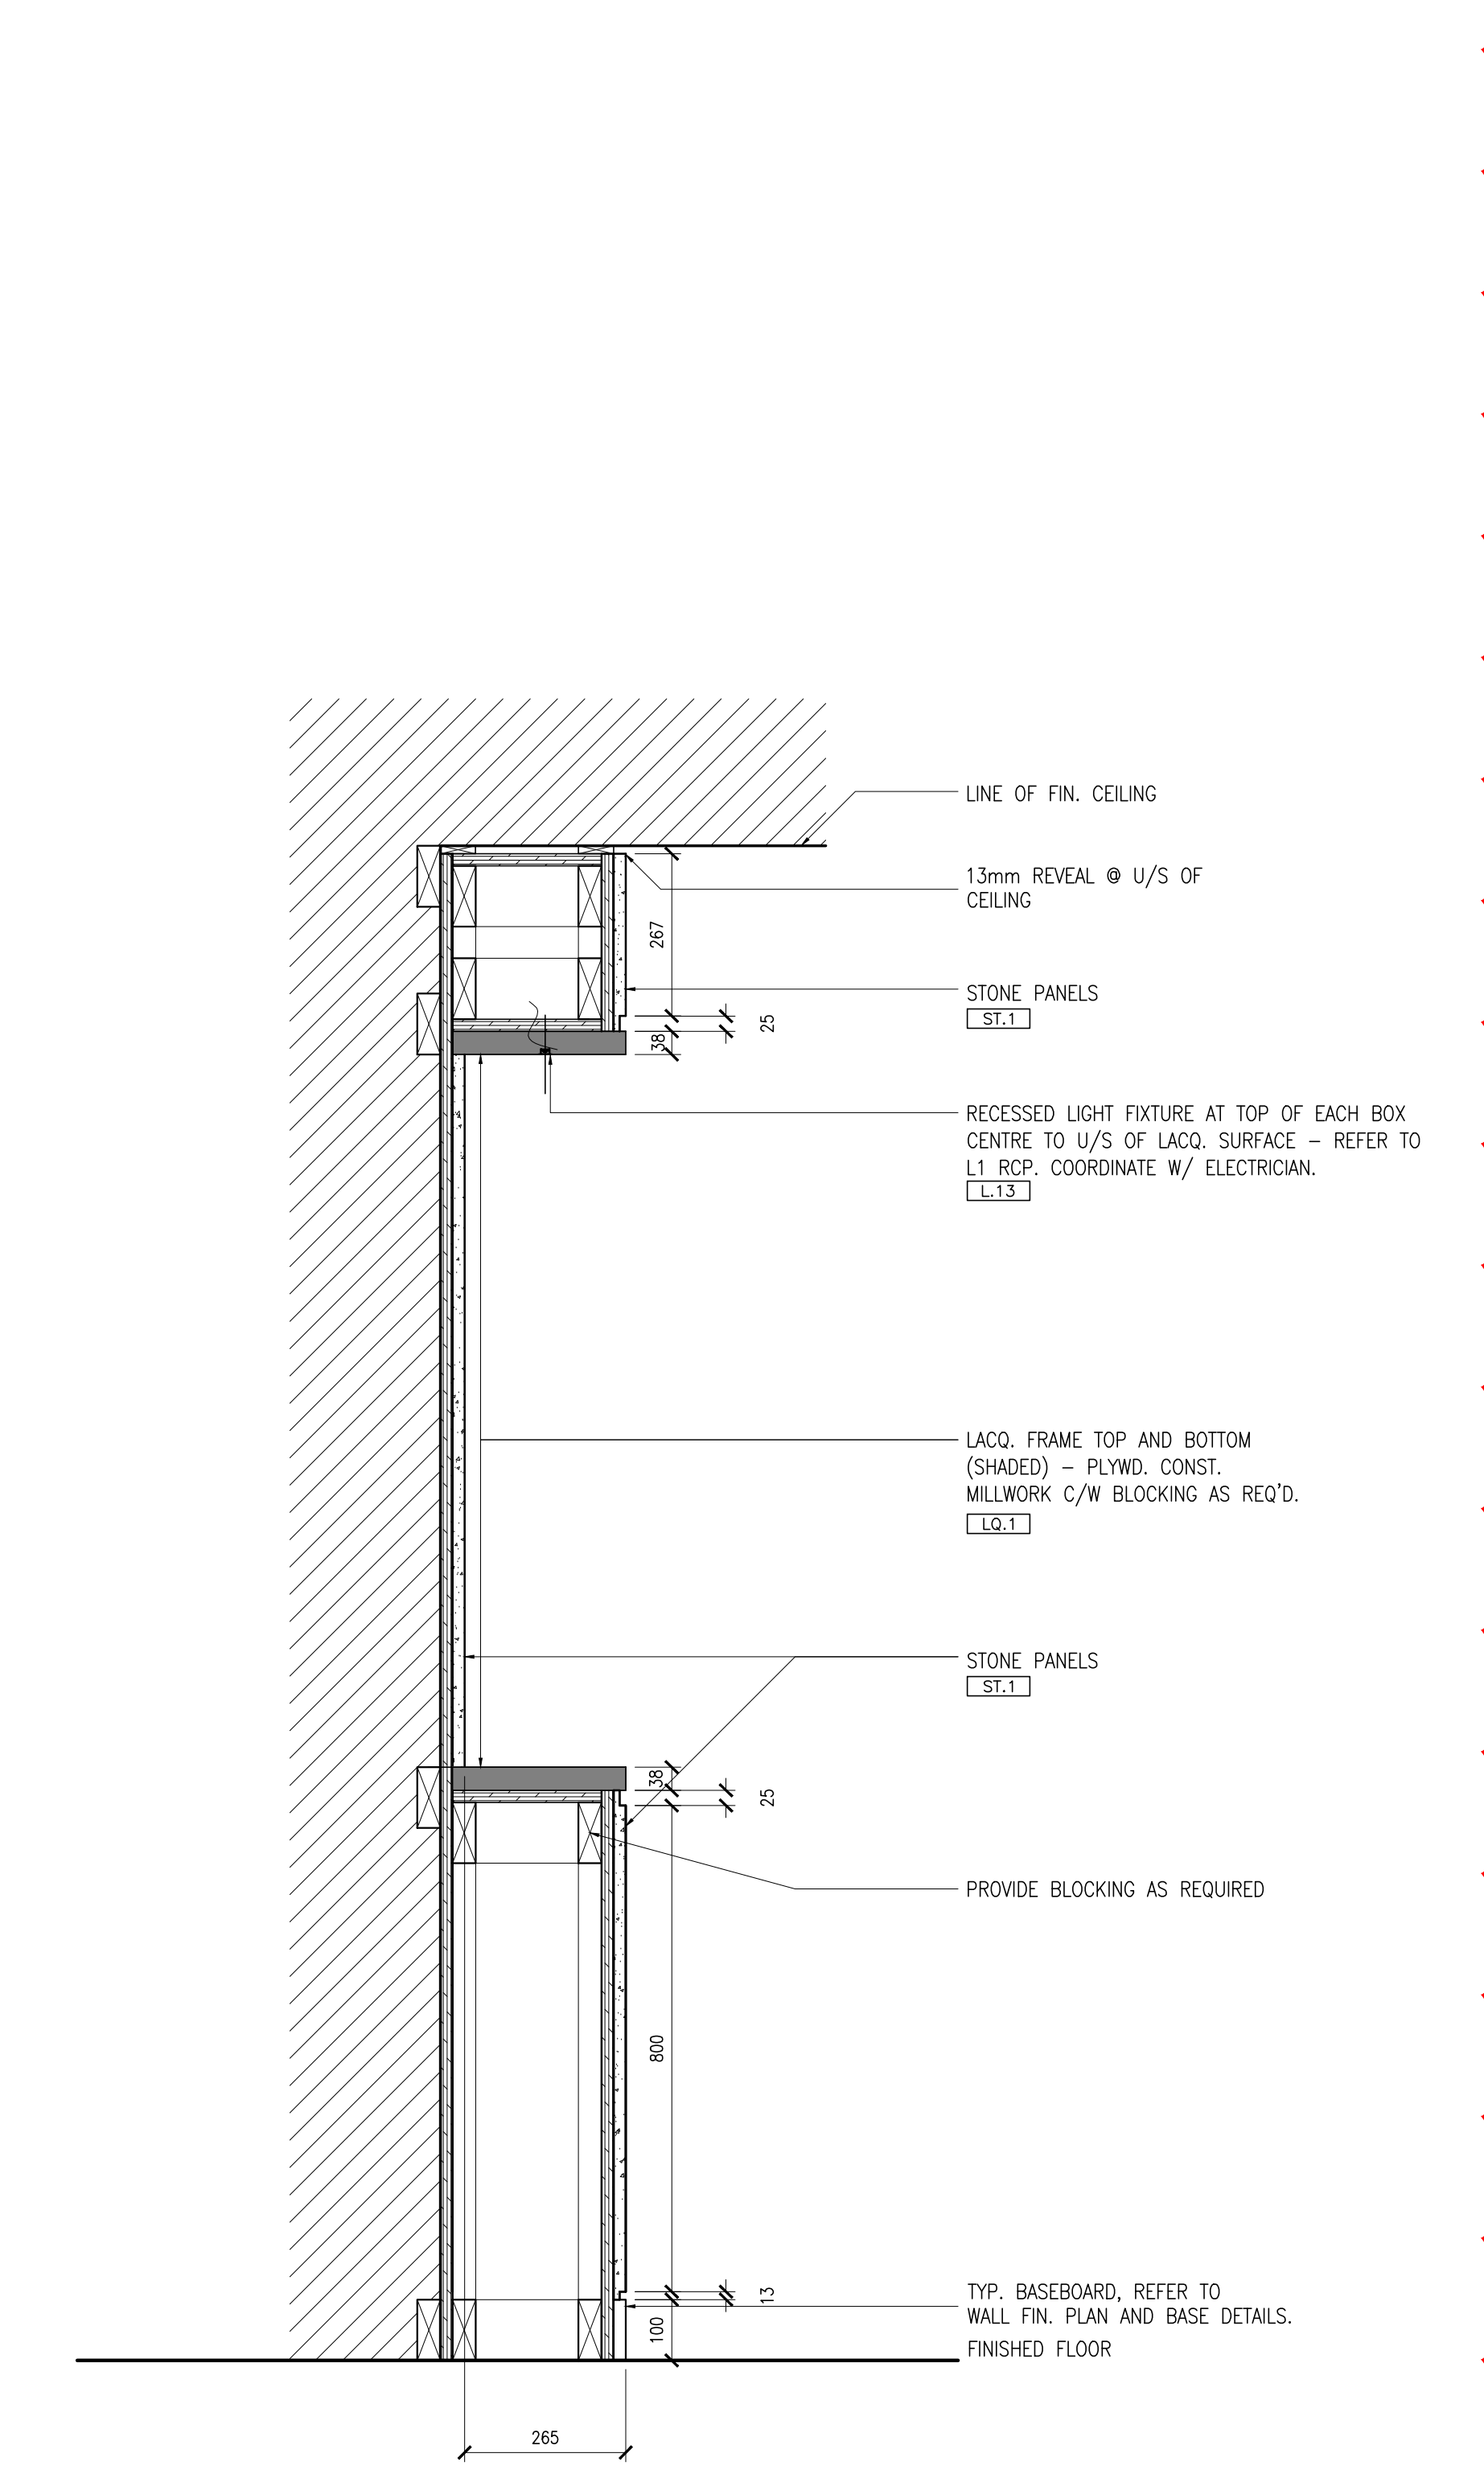 LINE OF FIN. CEILING
13mm REVEAL @ U/S OF
CEILING
267
STONE PANELS
ST.1
25
38
RECESSED LIGHT FIXTURE AT TOP OF EACH BOX
CENTRE TO U/S OF LACQ. SURFACE – REFER TO
L1 RCP. COORDINATE W/ ELECTRICIAN.
L.13
LACQ. FRAME TOP AND BOTTOM
(SHADED) – PLYWD. CONST.
MILLWORK C/W BLOCKING AS REQ'D.
LQ.1
STONE PANELS
ST.1
38
25
PROVIDE BLOCKING AS REQUIRED
800
13
TYP. BASEBOARD, REFER TO
WALL FIN. PLAN AND BASE DETAILS.
100
FINISHED FLOOR
265